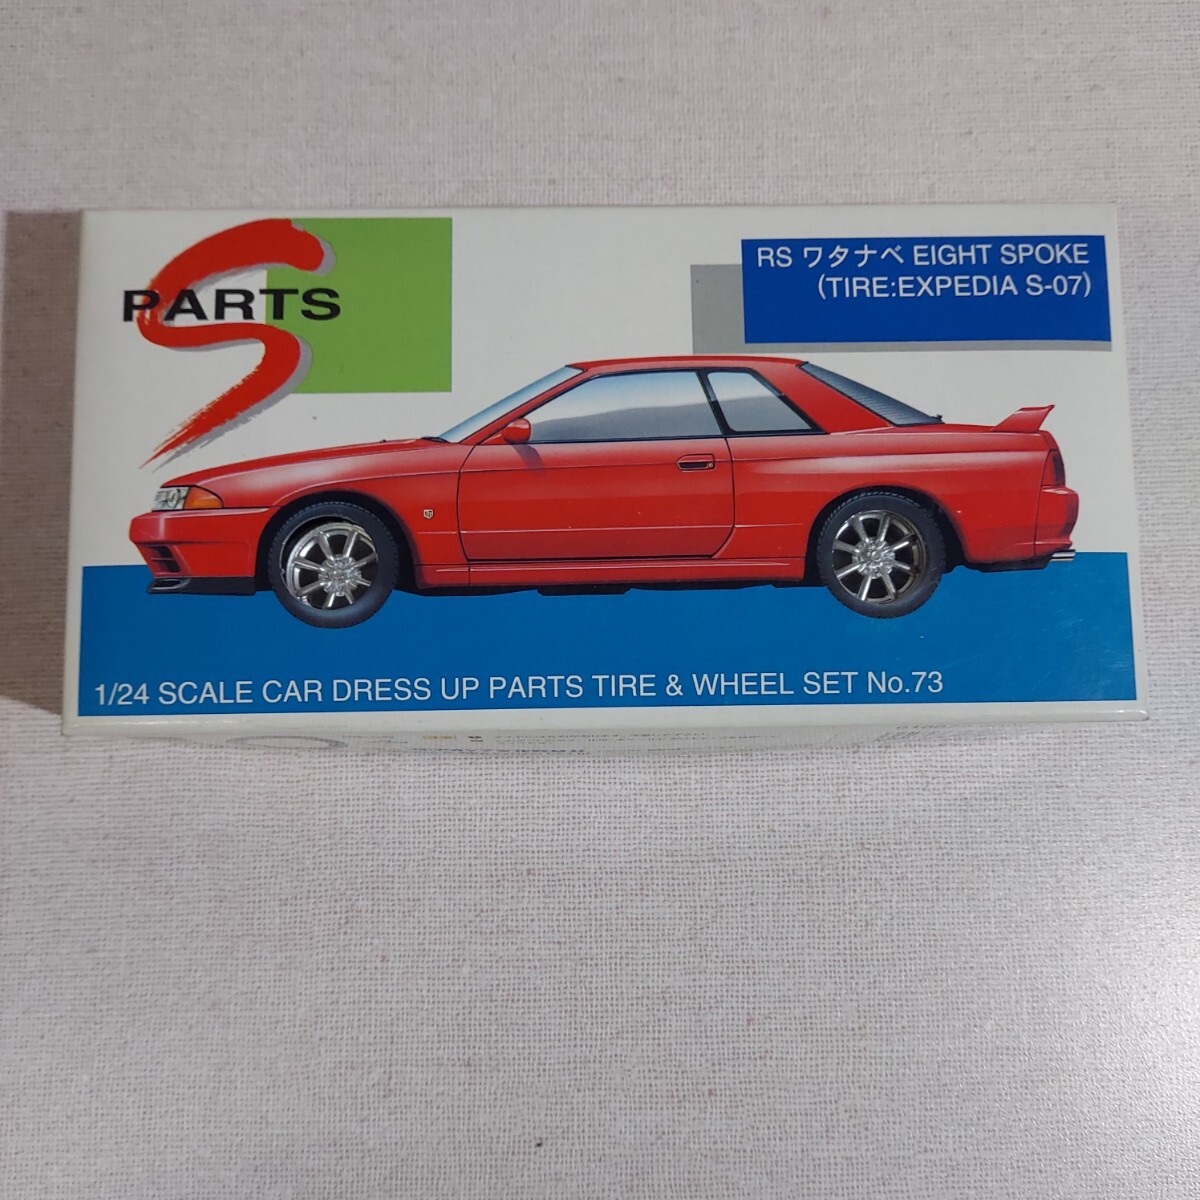 S
PARTS
RS ワタナベ EIGHT SPOKE
(TIRE:EXPEDIA S-07)
1/24 SCALE CAR DRESS UP PARTS TIRE & WHEEL SET No.73